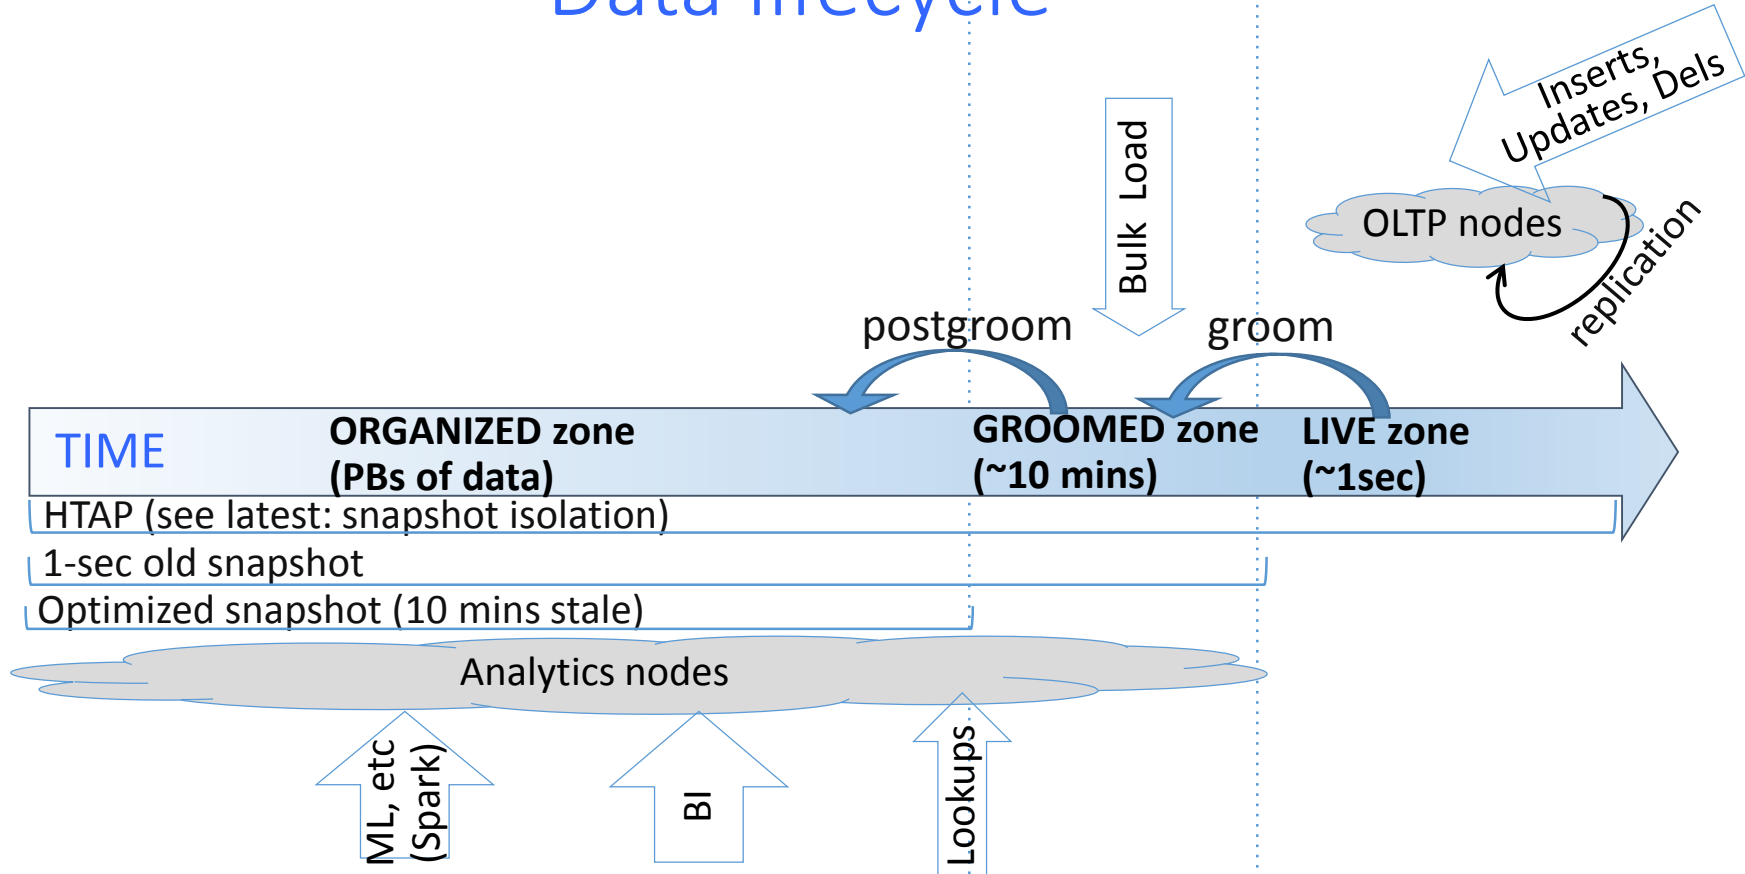 Data lifecycle
Inserts,
Updates, Dels
Bulk Load
OLTP nodes
replication
postgroom
groom
TIME
ORGANIZED zone
(PBs of data)
GROOMED zone
(~10 mins)
LIVE zone
(~1sec)
HTAP (see latest: snapshot isolation)
1-sec old snapshot
Optimized snapshot (10 mins stale)
Analytics nodes
ML, etc
(Spark)
BI
Lookups